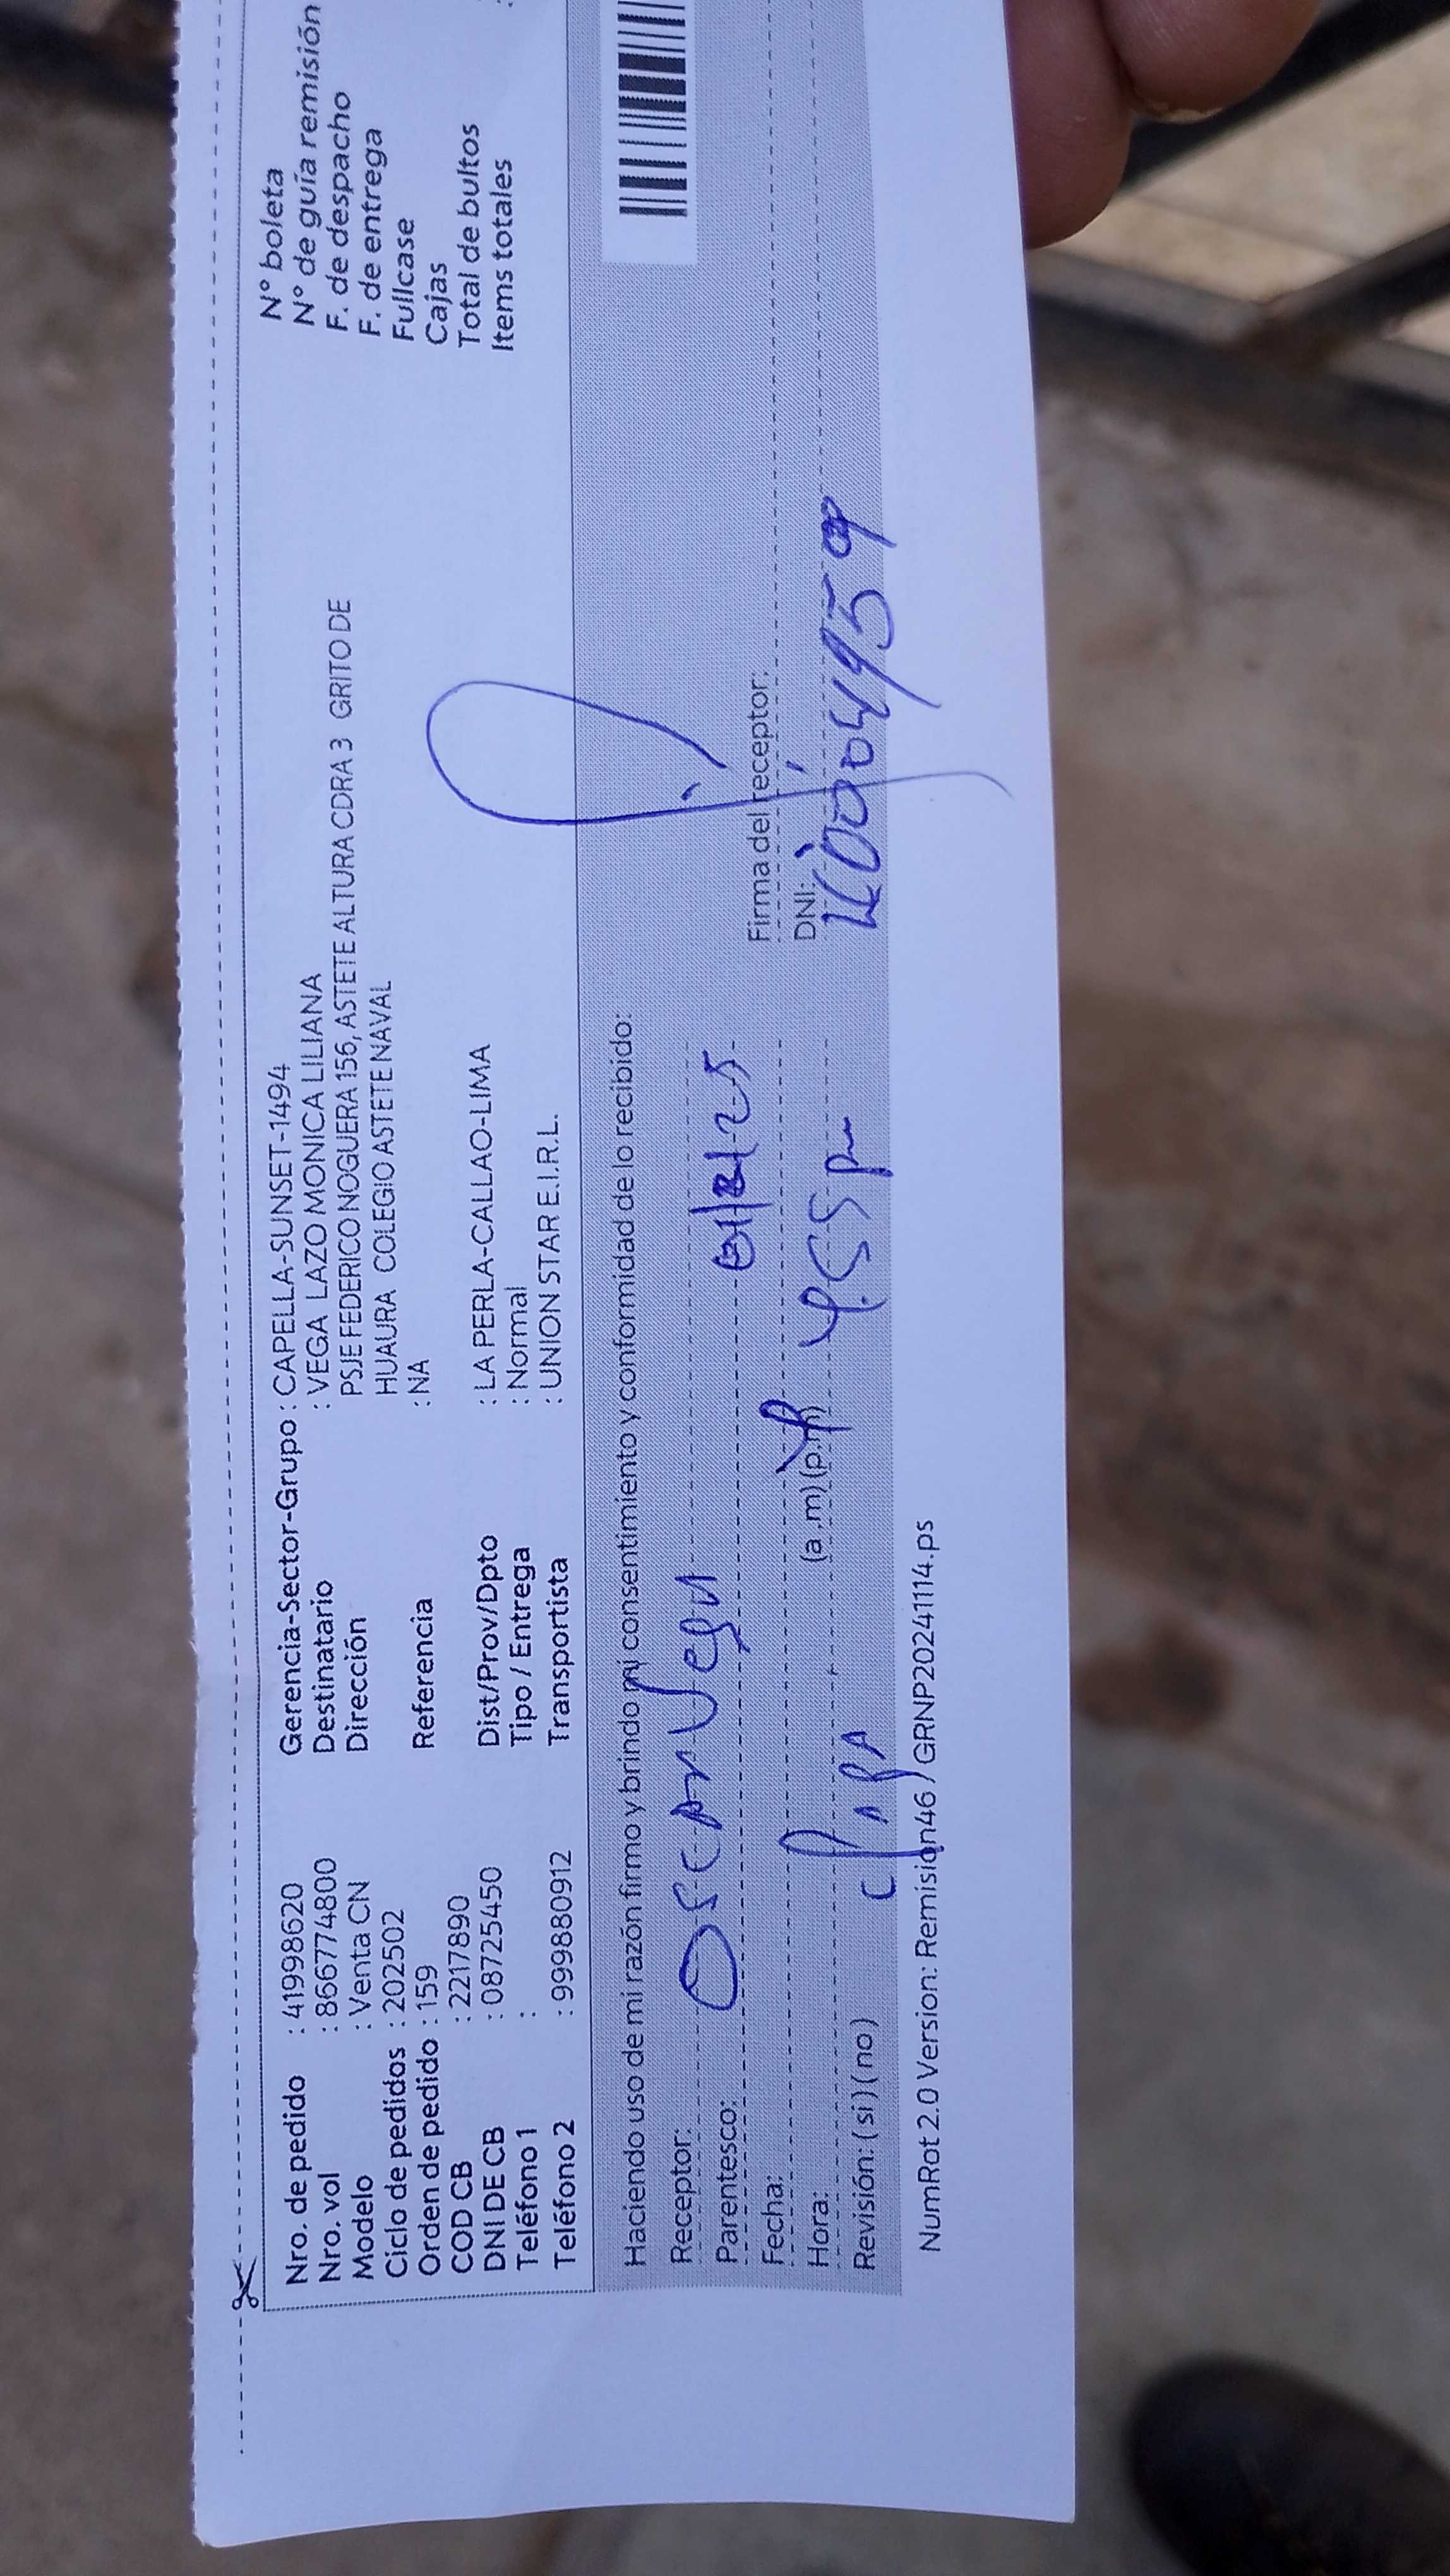 Nro. de pedido : 41998620
Nro. vol : 866774800
Modelo : Venta CN
Ciclo de pedidos : 202502
Orden de pedido : 159
COD CB : 2217890
DNI DE CB : 08725450
Teléfono 1 :
Teléfono 2 : 999880912
Gerencia-Sector-Grupo : CAPELLA-SUNSET-1494
Destinatario : VEGA LAZO MONICA LILIANA
Dirección PSJE FEDERICO NOGUERA 156, ASTETE ALTURA CDRA 3 GRITO DE
HUAURA COLEGIO ASTETE NAVAL
Referencia : NA
Dist/Prov/Dpto : LA PERLA-CALLAO-LIMA
Tipo / Entrega : Normal
Transportista : UNION STAR E.I.R.L.
N° boleta
N° de guía remisión
F. de despacho
F. de entrega
Fullcase
Cajas
Total de bultos
Items totales
Haciendo uso de mi razón firmo y brindo mi consentimiento y conformidad de lo recibido:
Receptor: Oscar Vega
Parentesco:
Fecha:
Hora: (a.m) (p.m)
Revisión: ( si ) ( no )
Firma del receptor:
DNI:
NumRot 2.0 Version: Remision46 / GRNP20241114.ps